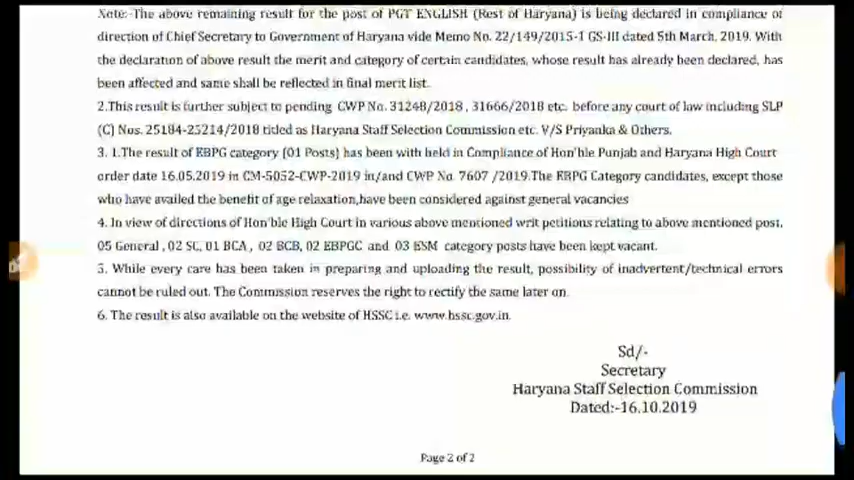 Note:-The above remaining result for the post of PGT ENGLISH (Rest of Haryana) is being declared in compliance of
direction of Chief Secretary to Government of Haryana vide Memo No. 22/149/2015-1 GS-III dated 5th March, 2019. With
the declaration of above result the merit and category of certain candidates, whose result has already been declared, has
been affected and same shall be reflected in final merit list.
2.This result is further subject to pending CWP No. 31248/2018 , 31666/2018 etc. before any court of law including SLP
(C) Nos. 25184-25214/2018 titled as Haryana Staff Selection Commission etc. V/S Priyanka & Others.
3. 1.The result of EBPG category (01 Posts) has been with held in Compliance of Hon'ble Punjab and Haryana High Court
order date 16.05.2019 in CM-5052-CWP-2019 in/and CWP No. 7607 /2019.The EBPG Category candidates, except those
who have availed the benefit of age relaxation,have been considered against general vacancies
4. In view of directions of Hon'ble High Court in various above mentioned writ petitions relating to above mentioned post,
05 General , 02 SC, 01 BCA , 02 BCB, 02 EBPGC and 03 ESM category posts have been kept vacant.
5. While every care has been taken in preparing and uploading the result, possibility of inadvertent/technical errors
cannot be ruled out. The Commission reserves the right to rectify the same later on.
6. The result is also available on the website of HSSC i.e. www.hssc.gov.in.
Sd/-
Secretary
Haryana Staff Selection Commission
Dated:-16.10.2019
Page 2 of 2